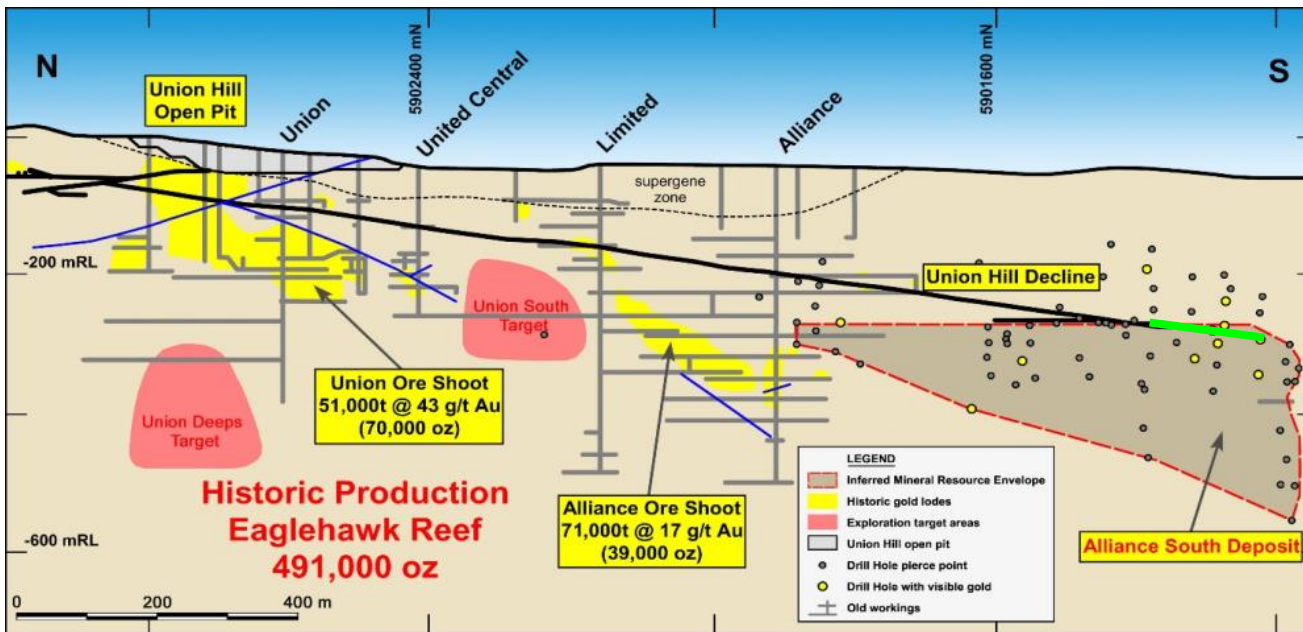 N
S
Union Hill
Open Pit
Union
5902400 mN
United Central
Limited
Alliance
5901600 mN
supergene
zone
-200 mRL
Union Hill Decline
Union South
Target
Union Ore Shoot
51,000t @ 43 g/t Au
(70,000 oz)
Union Deeps
Target
Historic Production
Eaglehawk Reef
491,000 oz
Alliance Ore Shoot
71,000t @ 17 g/t Au
(39,000 oz)
-600 mRL
0 200 400 m
LEGEND
Inferred Mineral Resource Envelope
Historic gold lodes
Exploration target areas
Union Hill open pit
Drill Hole pierce point
Drill Hole with visible gold
Old workings
Alliance South Deposit